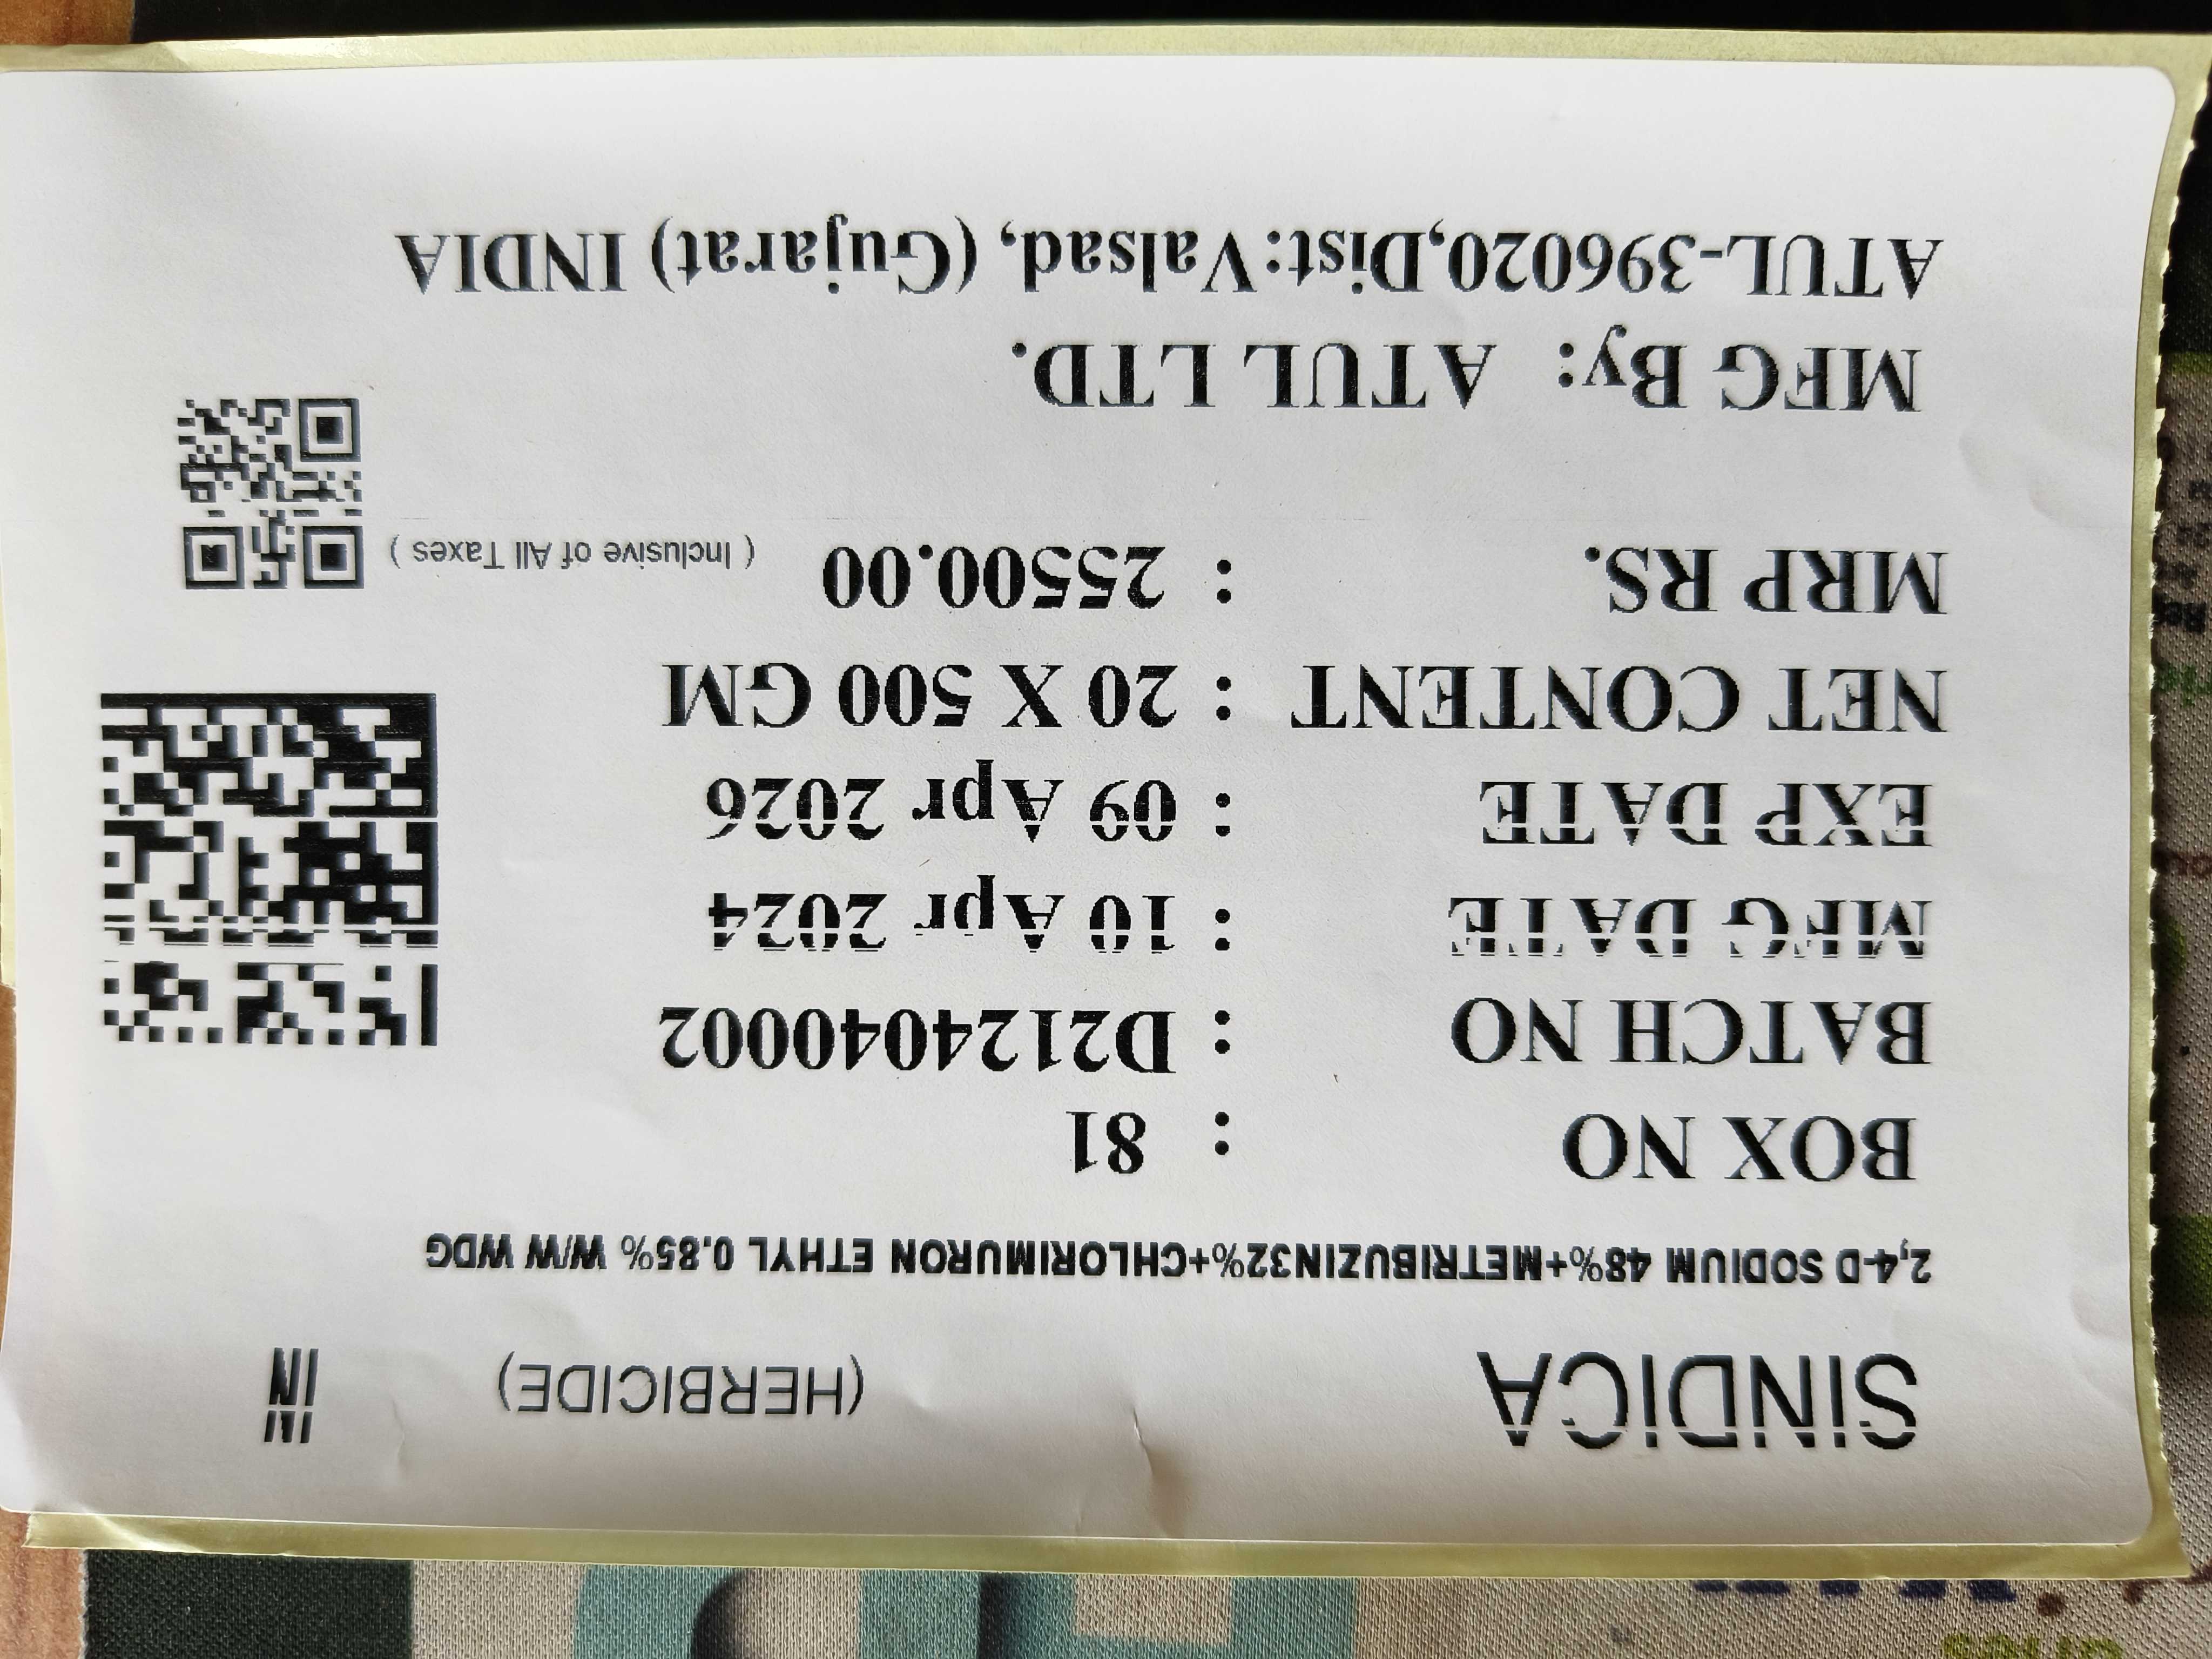 SiNDiCA (HERBICIDE) IN
2,4-D SODIUM 48%+METRIBUZIN32%+CHLORIMURON ETHYL 0.85% W/W WDG
BOX NO : 81
BATCH NO : D2124040002
MFG DATE : 10 Apr 2024
EXP DATE : 09 Apr 2026
NET CONTENT : 20 X 500 GM
MRP RS. : 25500.00 ( Inclusive of All Taxes )
MFG By: ATUL LTD.
ATUL-396020,Dist:Valsad, (Gujarat) INDIA